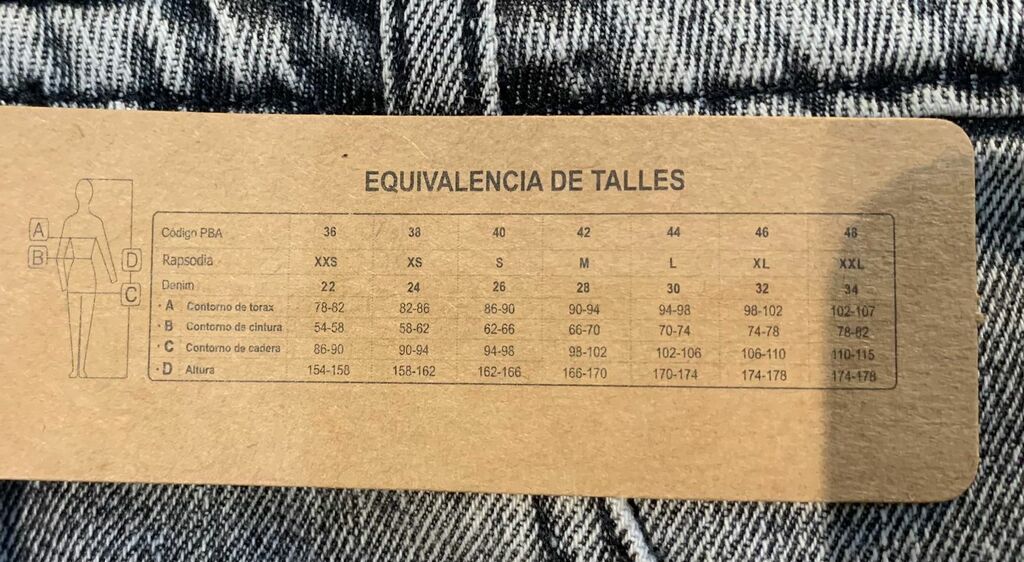 EQUIVALENCIA DE TALLES
Código PBA 36 38 40 42 44 46 48
Rapsodia XXS XS S M L XL XXL
Denim 22 24 26 28 30 32 34
· A Contorno de torax 78-82 82-86 86-90 90-94 94-98 98-102 102-107
· B Contorno de cintura 54-58 58-62 62-66 66-70 70-74 74-78 78-82
· C Contorno de cadera 86-90 90-94 94-98 98-102 102-106 106-110 110-115
· D Altura 154-158 158-162 162-166 166-170 170-174 174-178 174-178
A
B
D
C